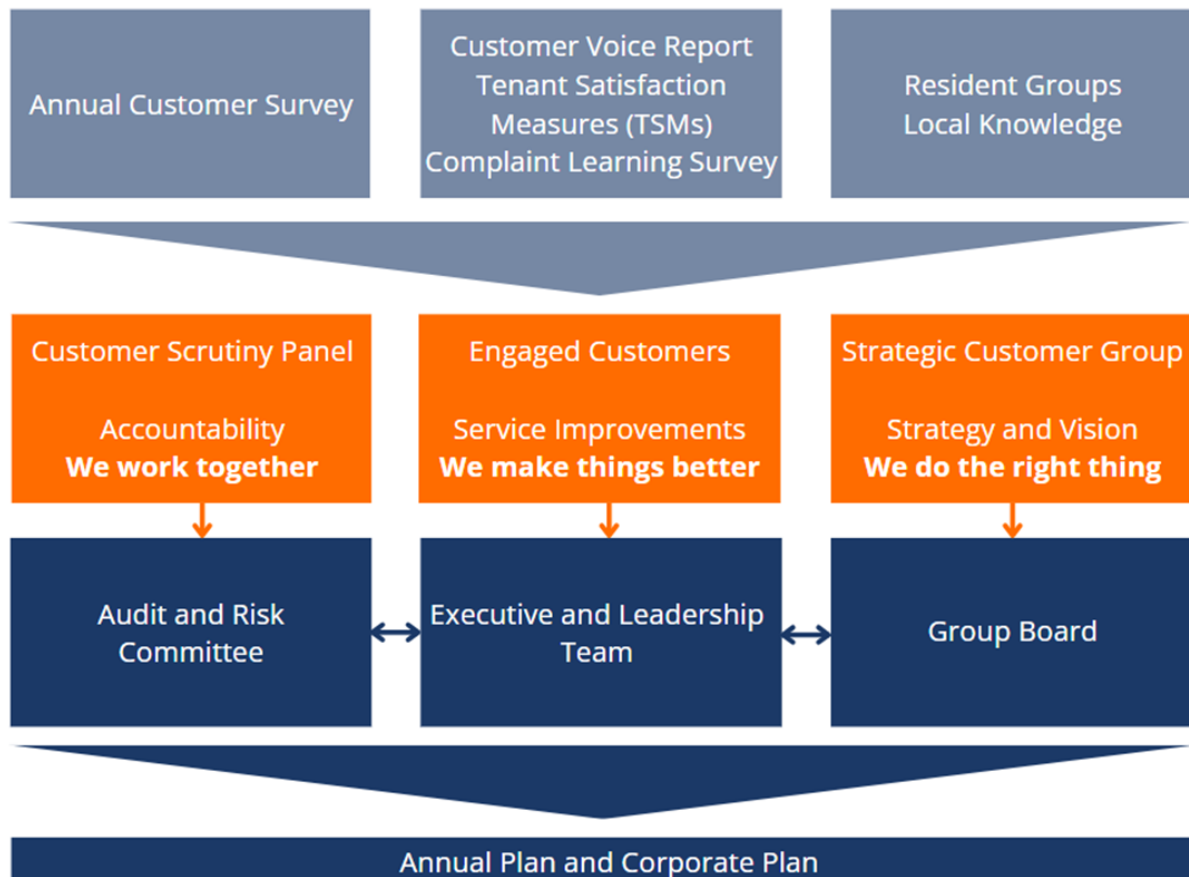 Annual Customer Survey
Customer Voice Report
Tenant Satisfaction
Measures (TSMs)
Complaint Learning Survey
Resident Groups
Local Knowledge
Customer Scrutiny Panel
Accountability
We work together
Engaged Customers
Service Improvements
We make things better
Strategic Customer Group
Strategy and Vision
We do the right thing
Audit and Risk
Committee
Executive and Leadership
Team
Group Board
Annual Plan and Corporate Plan